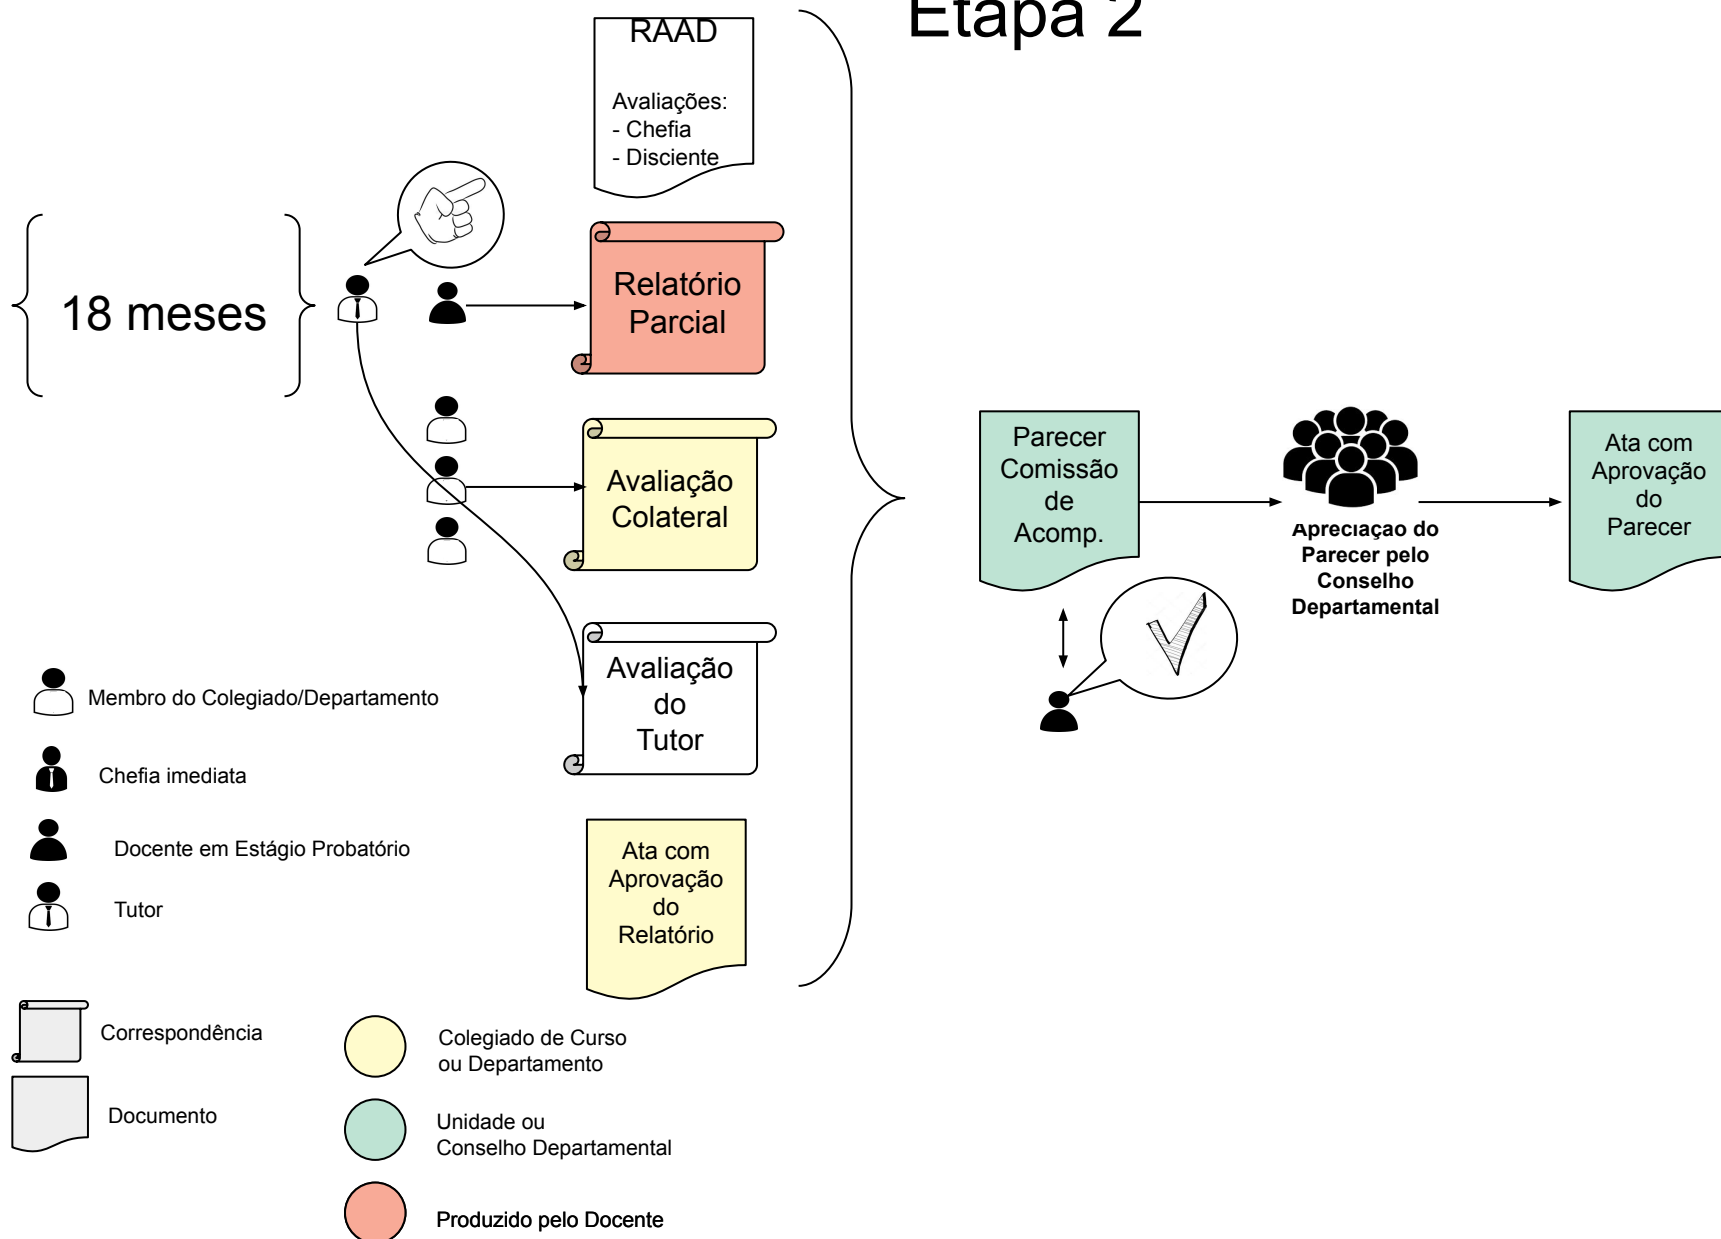 Etapa 2
RAAD
Avaliações:
- Chefia
- Disciente
18 meses
Relatório
Parcial
Avaliação
Colateral
Avaliação
do
Tutor
Ata com
Aprovação
do
Relatório
Parecer
Comissão
de
Acomp.
Apreciação do
Parecer pelo
Conselho
Departamental
Ata com
Aprovação
do
Parecer
Membro do Colegiado/Departamento
Chefia imediata
Docente em Estágio Probatório
Tutor
Correspondência
Documento
Colegiado de Curso
ou Departamento
Unidade ou
Conselho Departamental
Produzido pelo Docente